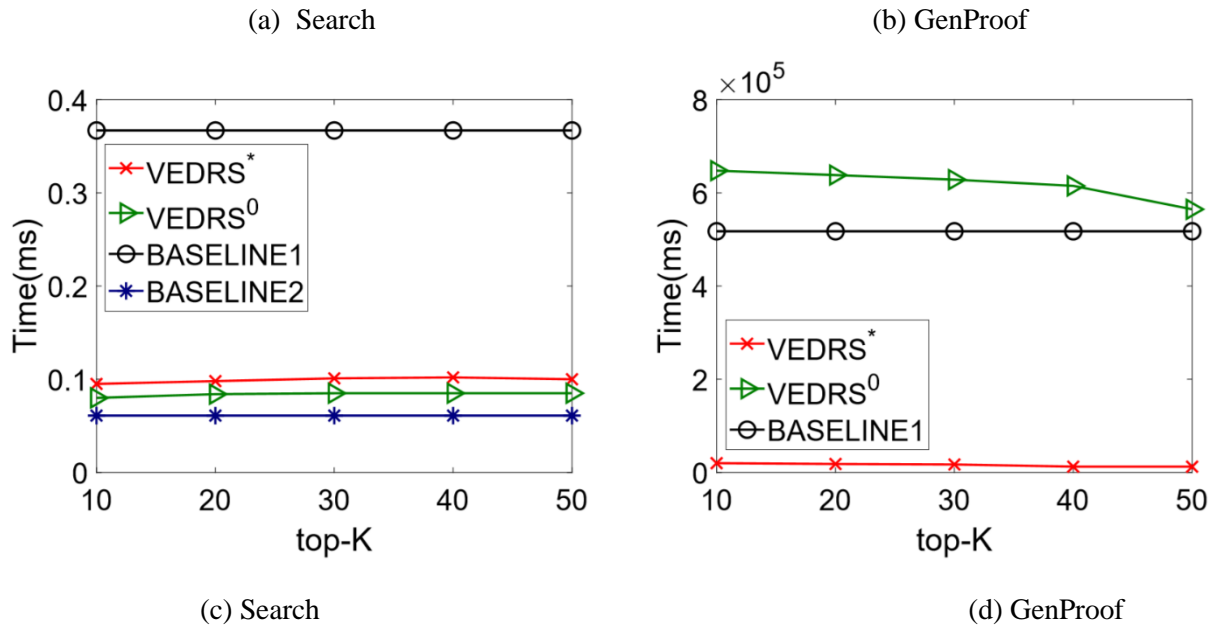 (a) Search
(b) GenProof
0.4
0.3
0.2
0.1
0
Time(ms)
VEDRS*
VEDRS⁰
BASELINE1
BASELINE2
10 20 30 40 50
top-K
×10⁵
8
6
4
2
0
Time(ms)
VEDRS*
VEDRS⁰
BASELINE1
10 20 30 40 50
top-K
(c) Search
(d) GenProof